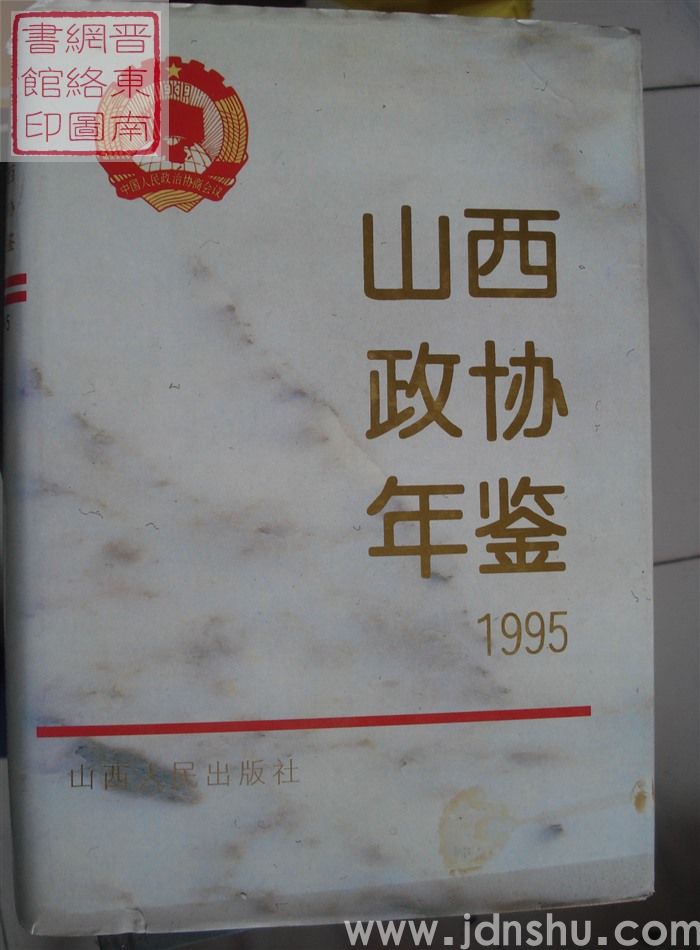 晋東南
網絡圖
書館印
中国人民政治协商会议
山西
政协
年鉴
1995
山西人民出版社
www.jdnshu.com